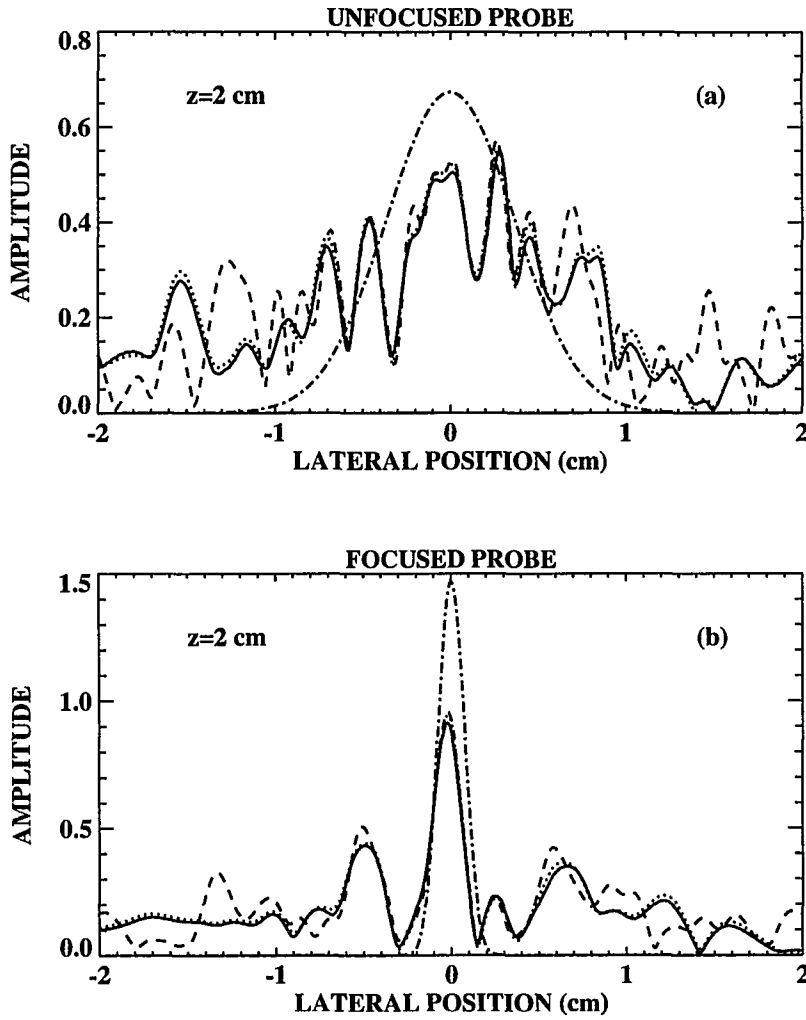 UNFOCUSED PROBE
0.8
z=2 cm
(a)
0.6
AMPLITUDE
0.4
0.2
0.0
-2 -1 0 1 2
LATERAL POSITION (cm)
FOCUSED PROBE
1.5
z=2 cm
(b)
1.0
AMPLITUDE
0.5
0.0
-2 -1 0 1 2
LATERAL POSITION (cm)